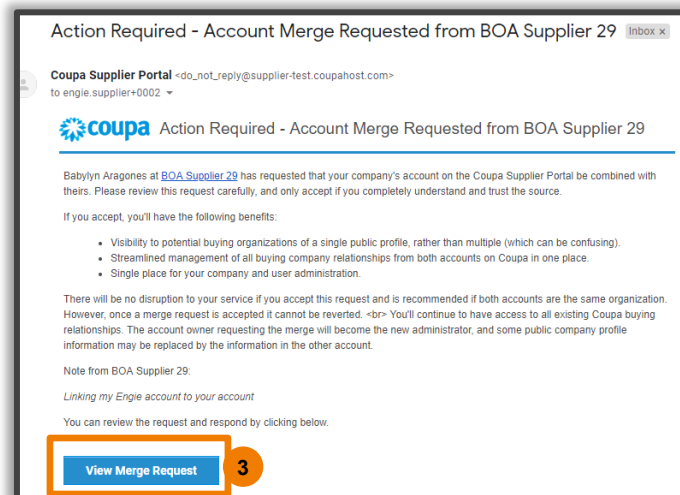 Action Required - Account Merge Requested from BOA Supplier 29 Inbox x
Coupa Supplier Portal <do_not_reply@supplier-test.coupahost.com>
to engie.supplier+0002
coupa Action Required - Account Merge Requested from BOA Supplier 29
Babylyn Aragones at BOA Supplier 29 has requested that your company's account on the Coupa Supplier Portal be combined with
theirs. Please review this request carefully, and only accept if you completely understand and trust the source.
If you accept, you'll have the following benefits:
• Visibility to potential buying organizations of a single public profile, rather than multiple (which can be confusing).
• Streamlined management of all buying company relationships from both accounts on Coupa in one place.
• Single place for your company and user administration.
There will be no disruption to your service if you accept this request and is recommended if both accounts are the same organization.
However, once a merge request is accepted it cannot be reverted. <br> You'll continue to have access to all existing Coupa buying
relationships. The account owner requesting the merge will become the new administrator, and some public company profile
information may be replaced by the information in the other account.
Note from BOA Supplier 29:
Linking my Engie account to your account
You can review the request and respond by clicking below.
View Merge Request 3